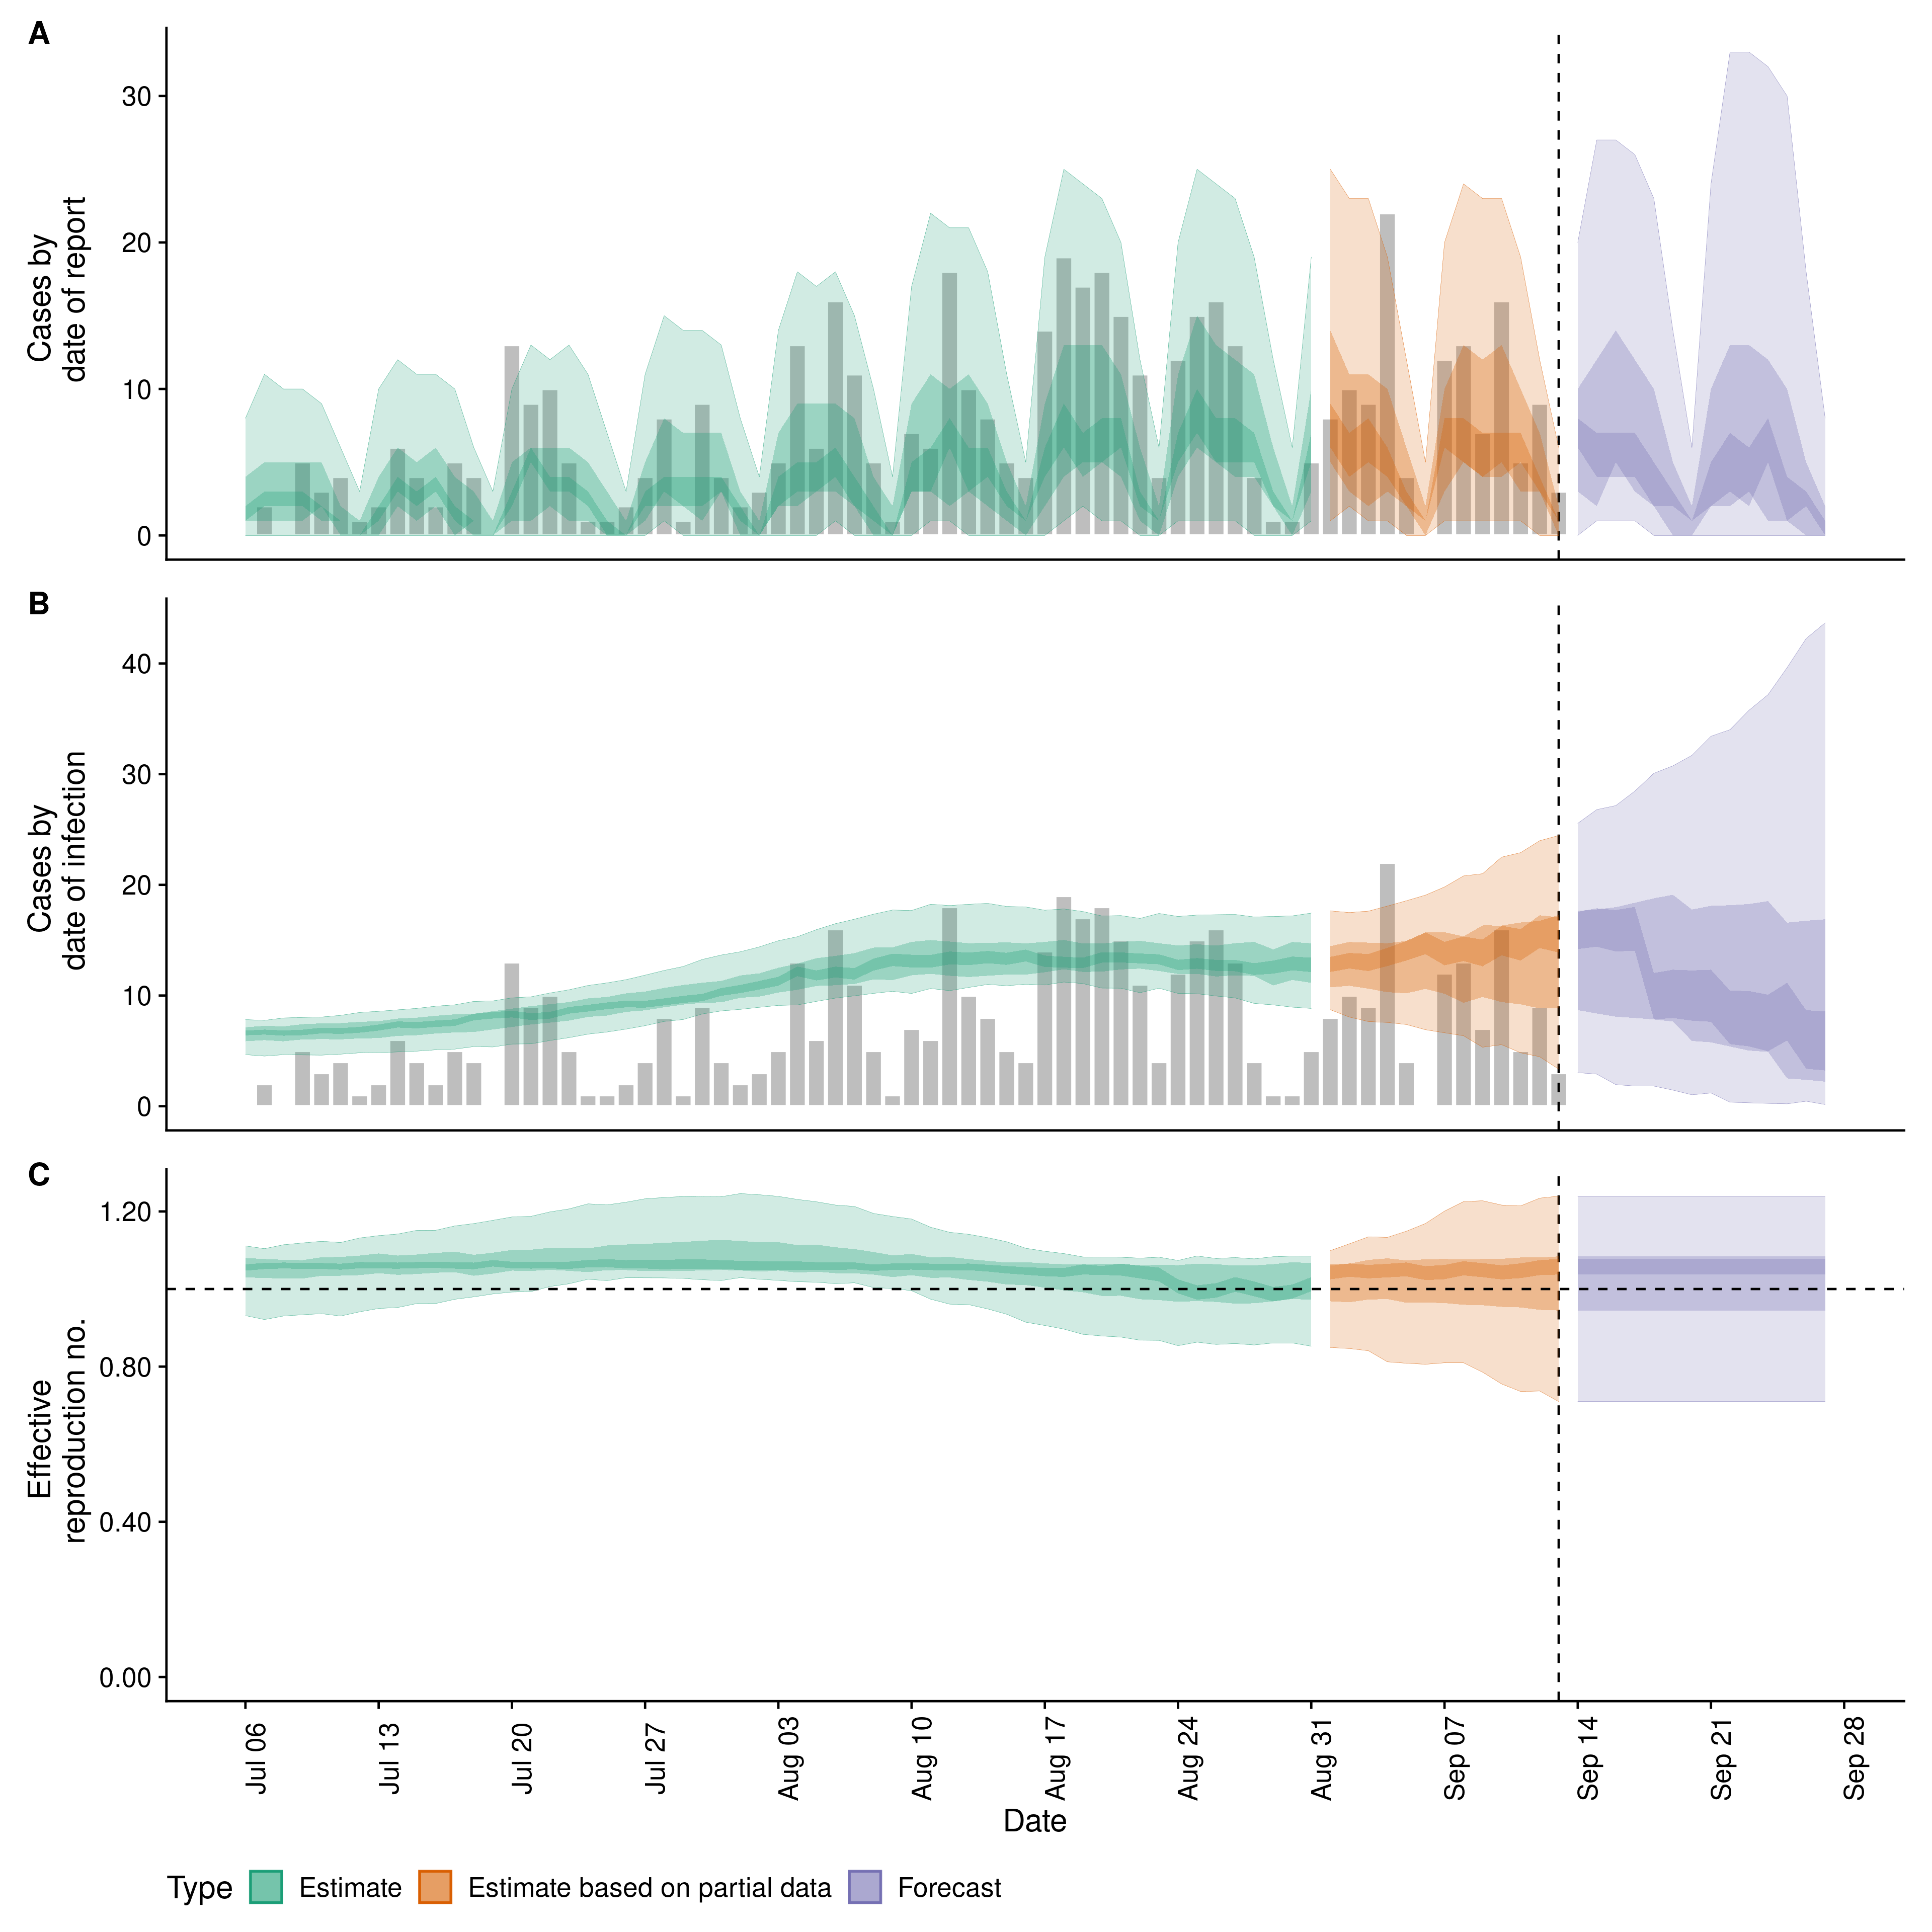 A
Cases by
date of report
30
20
10
0
B
Cases by
date of infection
40
30
20
10
0
C
Effective
reproduction no.
1.20
0.80
0.40
0.00
Jul 06
Jul 13
Jul 20
Jul 27
Aug 03
Aug 10
Aug 17
Aug 24
Aug 31
Sep 07
Sep 14
Sep 21
Sep 28
Date
Type Estimate Estimate based on partial data Forecast